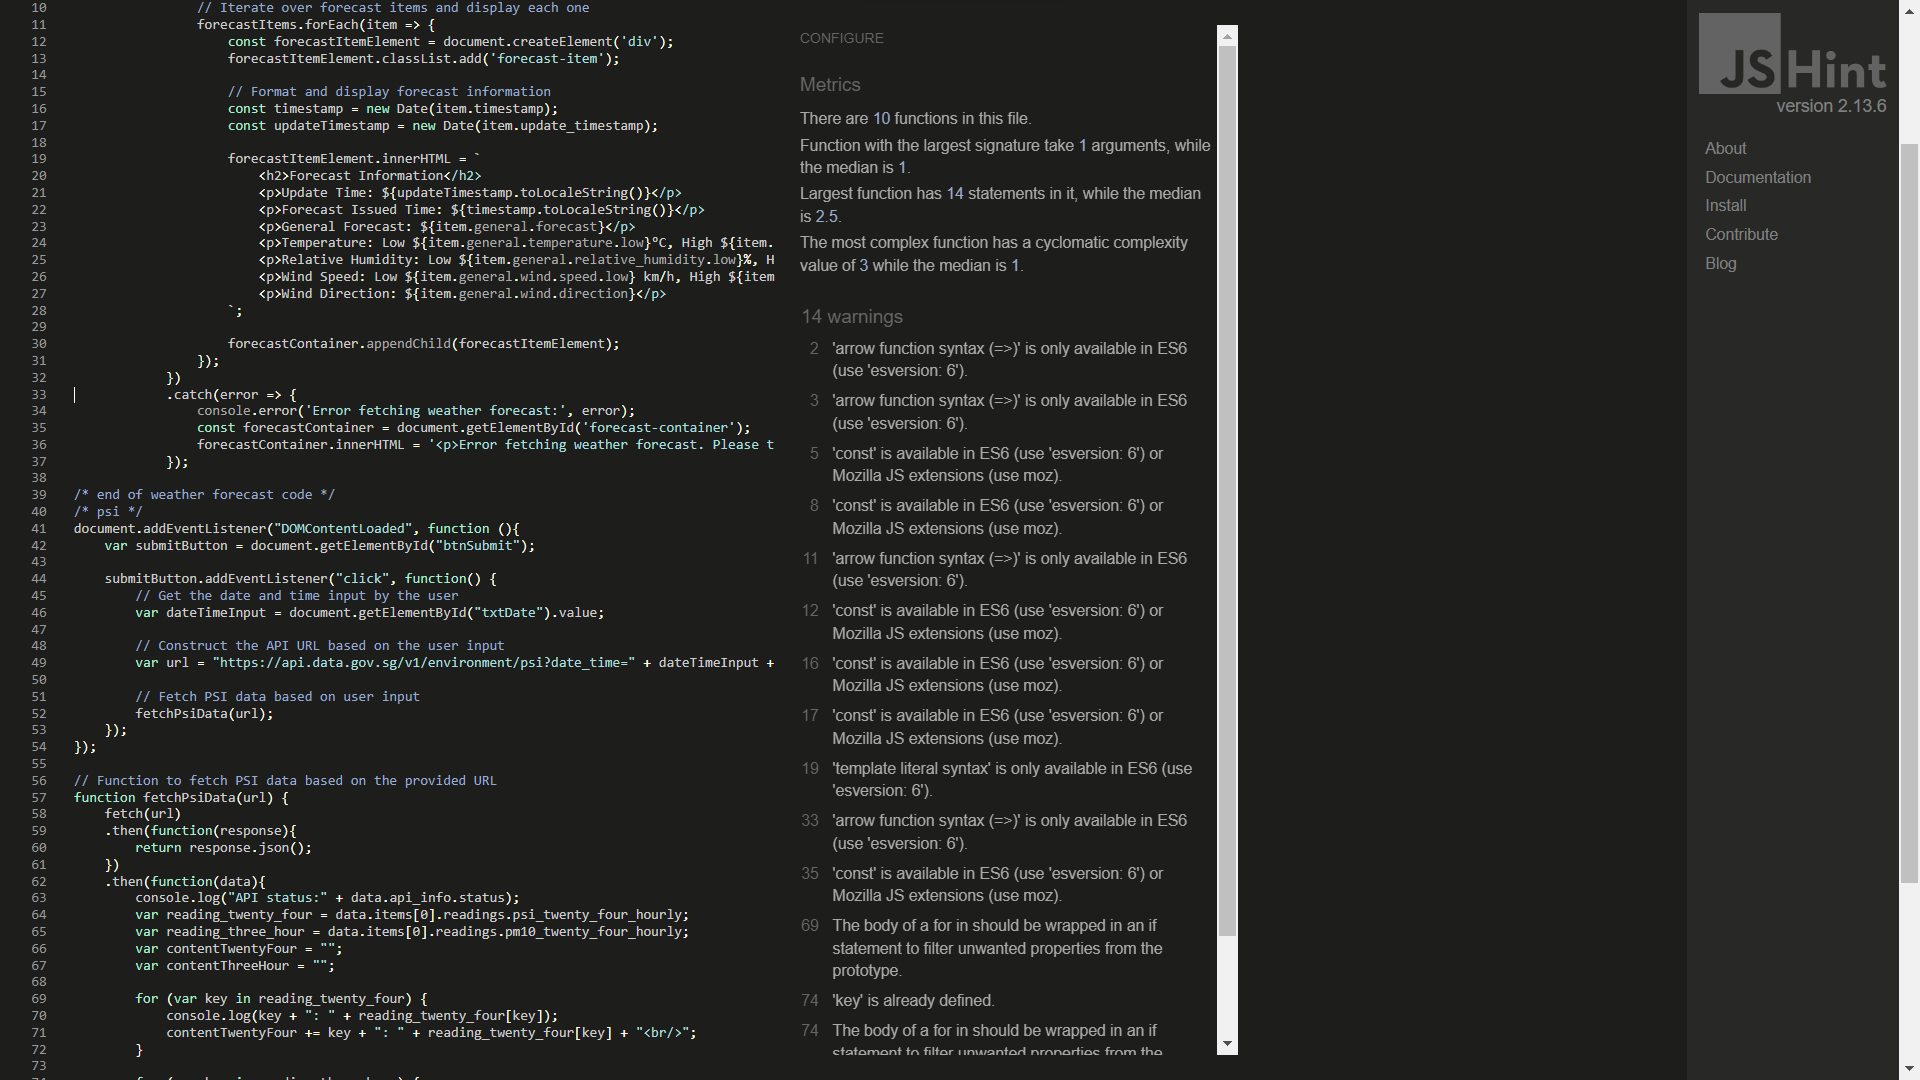 10 // Iterate over forecast items and display each one
11 forecastItems.forEach(item => {
12 const forecastItemElement = document.createElement('div');
13 forecastItemElement.classList.add('forecast-item');
14
15 // Format and display forecast information
16 const timestamp = new Date(item.timestamp);
17 const updateTimestamp = new Date(item.update_timestamp);
18
19 forecastItemElement.innerHTML = `
20 <h2>Forecast Information</h2>
21 <p>Update Time: ${updateTimestamp.toLocaleString()}</p>
22 <p>Forecast Issued Time: ${timestamp.toLocaleString()}</p>
23 <p>General Forecast: ${item.general.forecast}</p>
24 <p>Temperature: Low ${item.general.temperature.low}°C, High ${item.
25 <p>Relative Humidity: Low ${item.general.relative_humidity.low}%, H
26 <p>Wind Speed: Low ${item.general.wind.speed.low} km/h, High ${item
27 <p>Wind Direction: ${item.general.wind.direction}</p>
28 `;
29
30 forecastContainer.appendChild(forecastItemElement);
31 });
32 })
33 .catch(error => {
34 console.error('Error fetching weather forecast:', error);
35 const forecastContainer = document.getElementById('forecast-container');
36 forecastContainer.innerHTML = '<p>Error fetching weather forecast. Please t
37 });
38
39 /* end of weather forecast code */
40 /* psi */
41 document.addEventListener("DOMContentLoaded", function (){
42 var submitButton = document.getElementById("btnSubmit");
43
44 submitButton.addEventListener("click", function() {
45 // Get the date and time input by the user
46 var dateTimeInput = document.getElementById("txtDate").value;
47
48 // Construct the API URL based on the user input
49 var url = "https://api.data.gov.sg/v1/environment/psi?date_time=" + dateTimeInput +
50
51 // Fetch PSI data based on user input
52 fetchPsiData(url);
53 });
54 });
55
56 // Function to fetch PSI data based on the provided URL
57 function fetchPsiData(url) {
58 fetch(url)
59 .then(function(response){
60 return response.json();
61 })
62 .then(function(data){
63 console.log("API status:" + data.api_info.status);
64 var reading_twenty_four = data.items[0].readings.psi_twenty_four_hourly;
65 var reading_three_hour = data.items[0].readings.pm10_twenty_four_hourly;
66 var contentTwentyFour = "";
67 var contentThreeHour = "";
68
69 for (var key in reading_twenty_four) {
70 console.log(key + ": " + reading_twenty_four[key]);
71 contentTwentyFour += key + ": " + reading_twenty_four[key] + "<br/>";
72 }
73
CONFIGURE
Metrics
There are 10 functions in this file.
Function with the largest signature take 1 arguments, while
the median is 1.
Largest function has 14 statements in it, while the median
is 2.5.
The most complex function has a cyclomatic complexity
value of 3 while the median is 1.
14 warnings
2 'arrow function syntax (=>)' is only available in ES6
(use 'esversion: 6').
3 'arrow function syntax (=>)' is only available in ES6
(use 'esversion: 6').
5 'const' is available in ES6 (use 'esversion: 6') or
Mozilla JS extensions (use moz).
8 'const' is available in ES6 (use 'esversion: 6') or
Mozilla JS extensions (use moz).
11 'arrow function syntax (=>)' is only available in ES6
(use 'esversion: 6').
12 'const' is available in ES6 (use 'esversion: 6') or
Mozilla JS extensions (use moz).
16 'const' is available in ES6 (use 'esversion: 6') or
Mozilla JS extensions (use moz).
17 'const' is available in ES6 (use 'esversion: 6') or
Mozilla JS extensions (use moz).
19 'template literal syntax' is only available in ES6 (use
'esversion: 6').
33 'arrow function syntax (=>)' is only available in ES6
(use 'esversion: 6').
35 'const' is available in ES6 (use 'esversion: 6') or
Mozilla JS extensions (use moz).
69 The body of a for in should be wrapped in an if
statement to filter unwanted properties from the
prototype.
74 'key' is already defined.
74 The body of a for in should be wrapped in an if
statement to filter unwanted properties from the
JSHint
version 2.13.6
About
Documentation
Install
Contribute
Blog